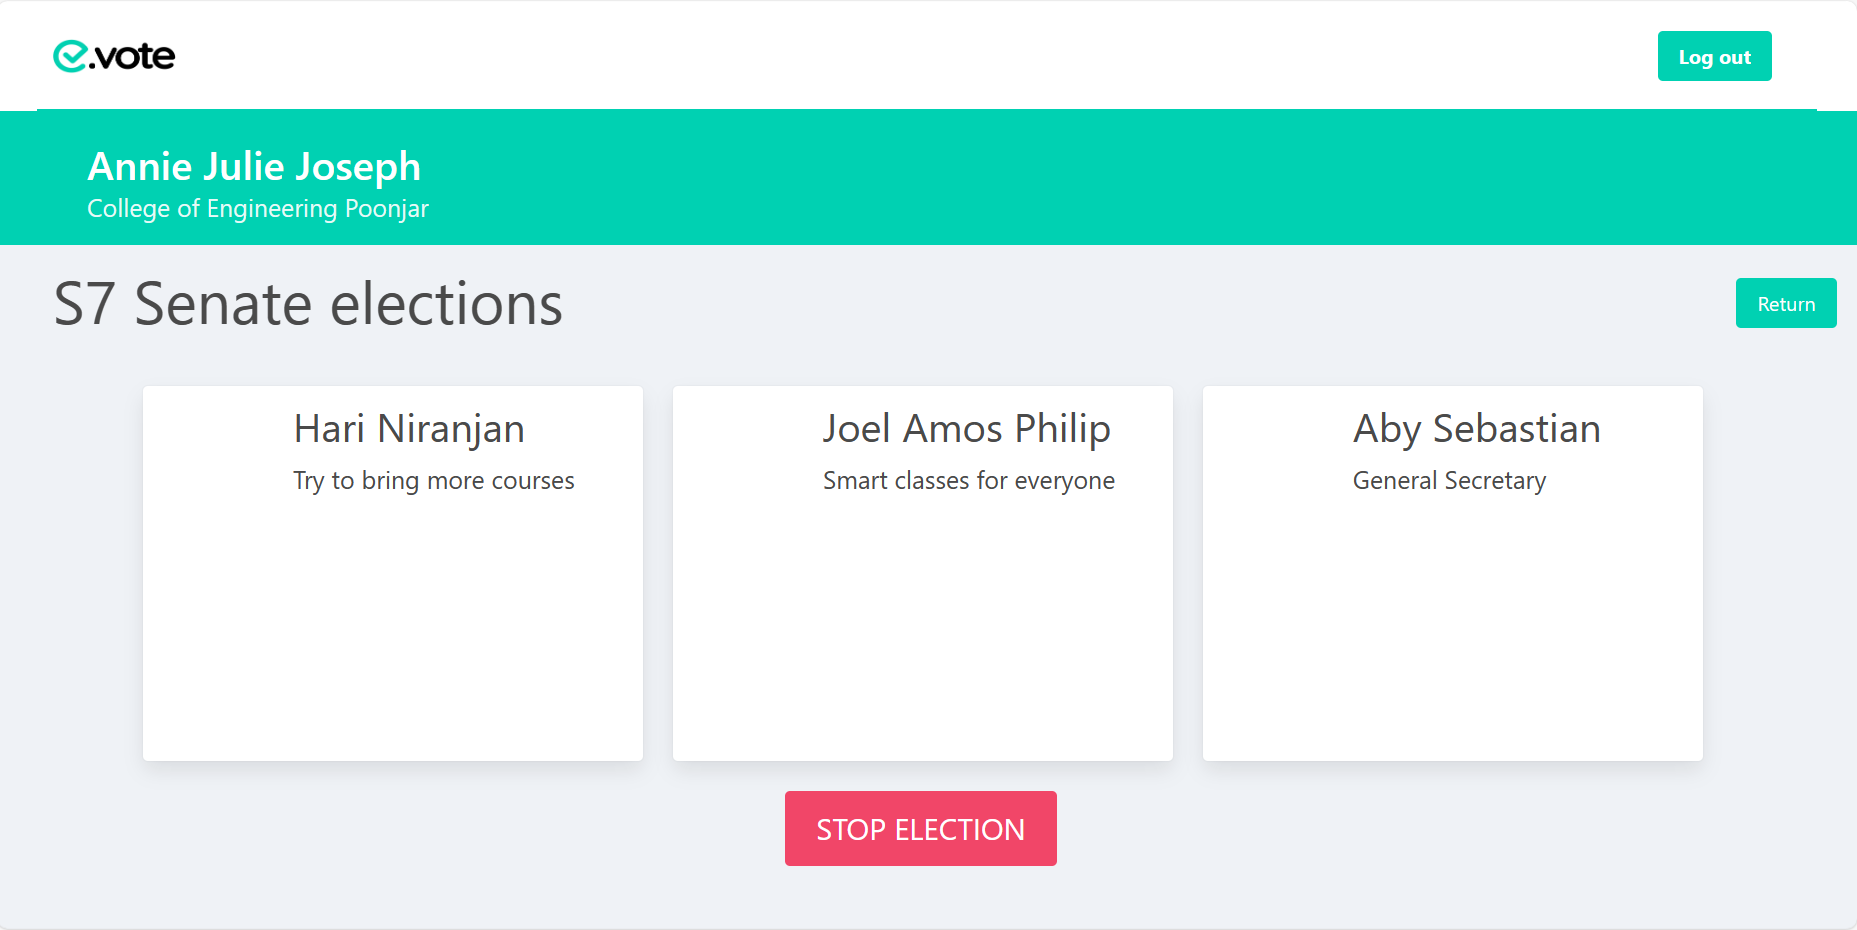 e.vote
Log out
Annie Julie Joseph
College of Engineering Poonjar
S7 Senate elections
Return
Hari Niranjan
Try to bring more courses
Joel Amos Philip
Smart classes for everyone
Aby Sebastian
General Secretary
STOP ELECTION